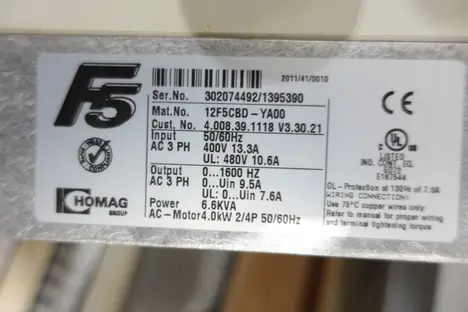 F5
2011/41/0010
Ser.No. 302074492/1395390
Mat.No. 12F5CBD-YA00
Cust. No. 4.008.39.1118 V3.30.21
Input 50/60Hz
AC 3 PH 400V 13.3A
UL: 480V 10.6A
Output 0...1600 HZ
AC 3 PH 0...Uin 9.5A
UL: 0...Uin 7.6A
Power 6.6KVA
AC-Motor 4.0kW 2/4P 50/60Hz
HOMAG
GROUP
CE
UL
LISTED
IND. CONT. EQ.
OL-Protection at 130% of 7.6A
WIRING CONNECTION:
Use 75°C copper wires only
Refer to manual for proper wiring
and terminal tightening torque